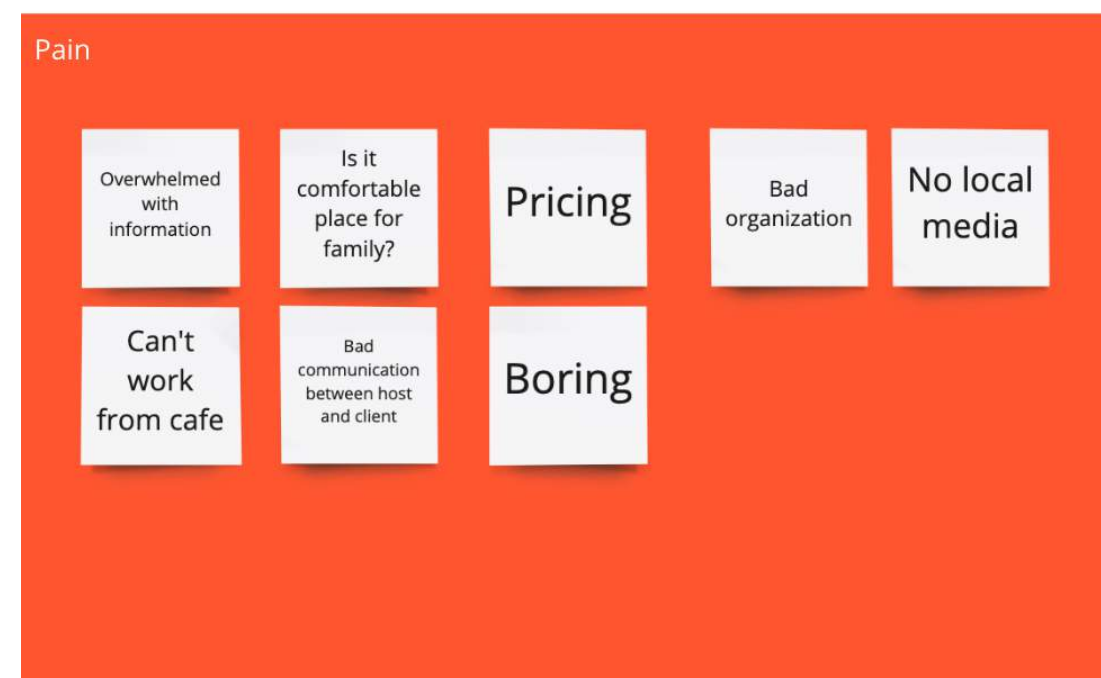 Pain
Overwhelmed
with
information
Is it
comfortable
place for
family?
Pricing
Bad
organization
No local
media
Can't
work
from cafe
Bad
communication
between host
and client
Boring